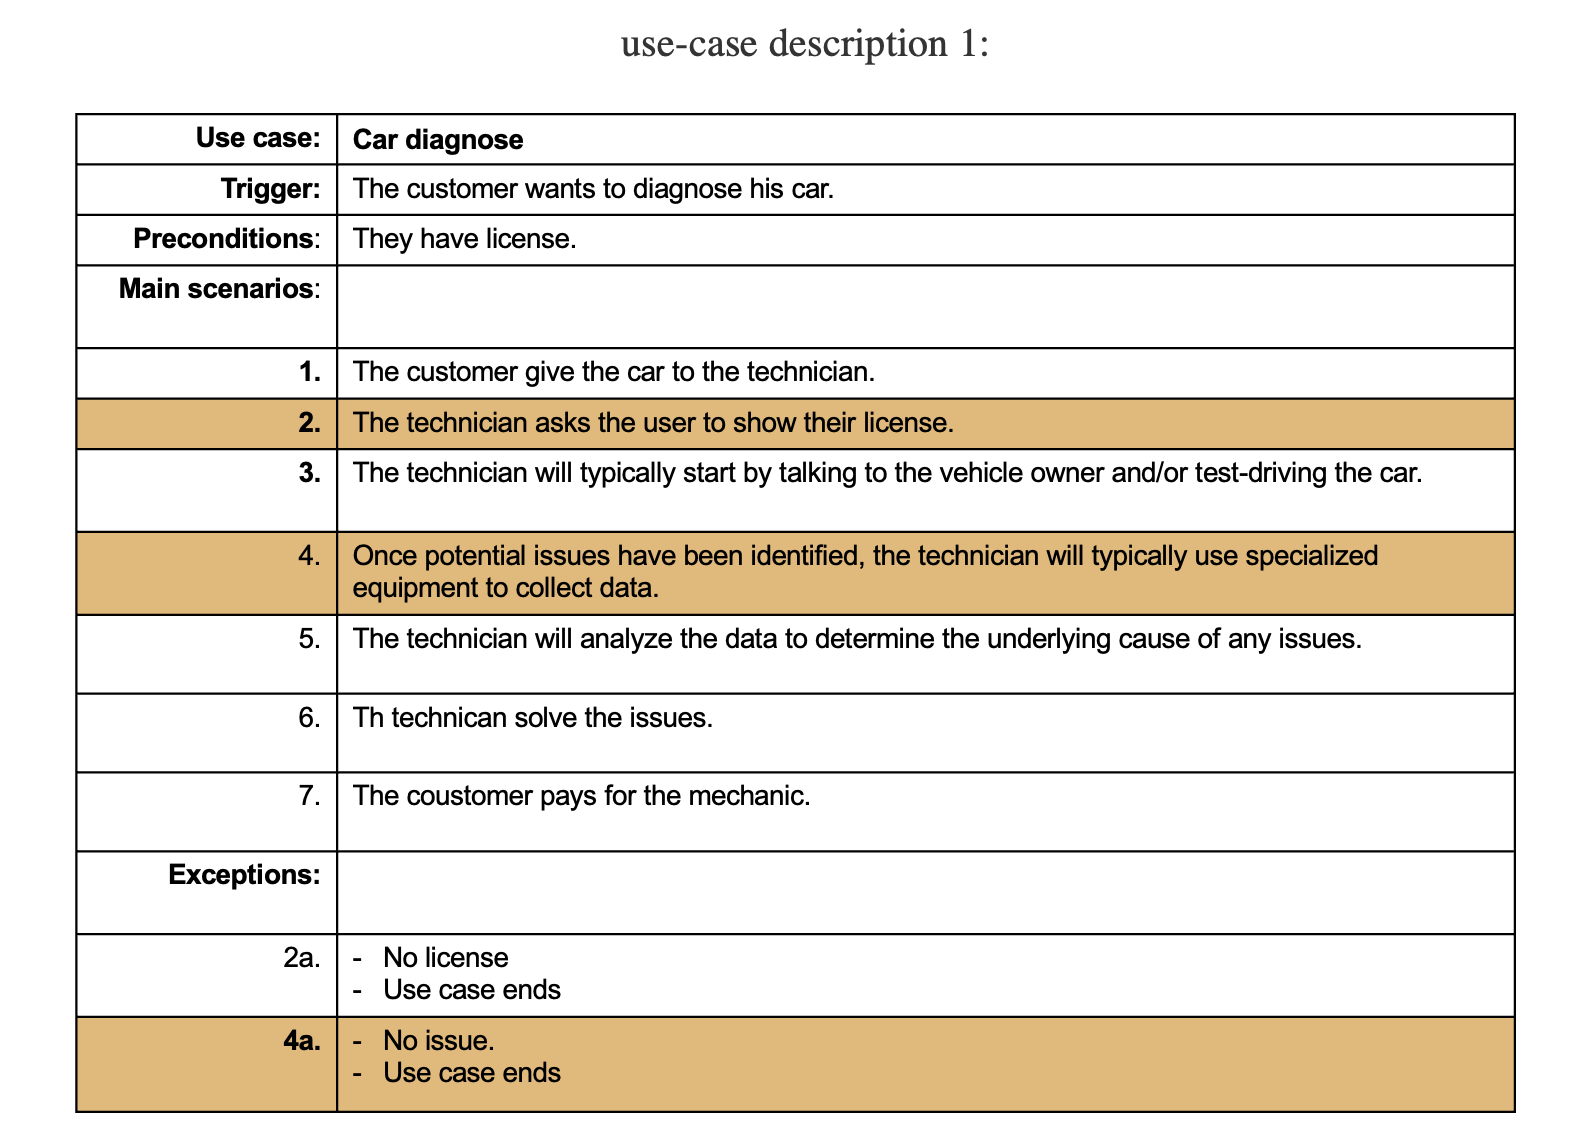 use-case description 1:
Use case: Car diagnose
Trigger: The customer wants to diagnose his car.
Preconditions: They have license.
Main scenarios:
1. The customer give the car to the technician.
2. The technician asks the user to show their license.
3. The technician will typically start by talking to the vehicle owner and/or test-driving the car.
4. Once potential issues have been identified, the technician will typically use specialized
equipment to collect data.
5. The technician will analyze the data to determine the underlying cause of any issues.
6. Th technican solve the issues.
7. The coustomer pays for the mechanic.
Exceptions:
2a. - No license
- Use case ends
4a. - No issue.
- Use case ends